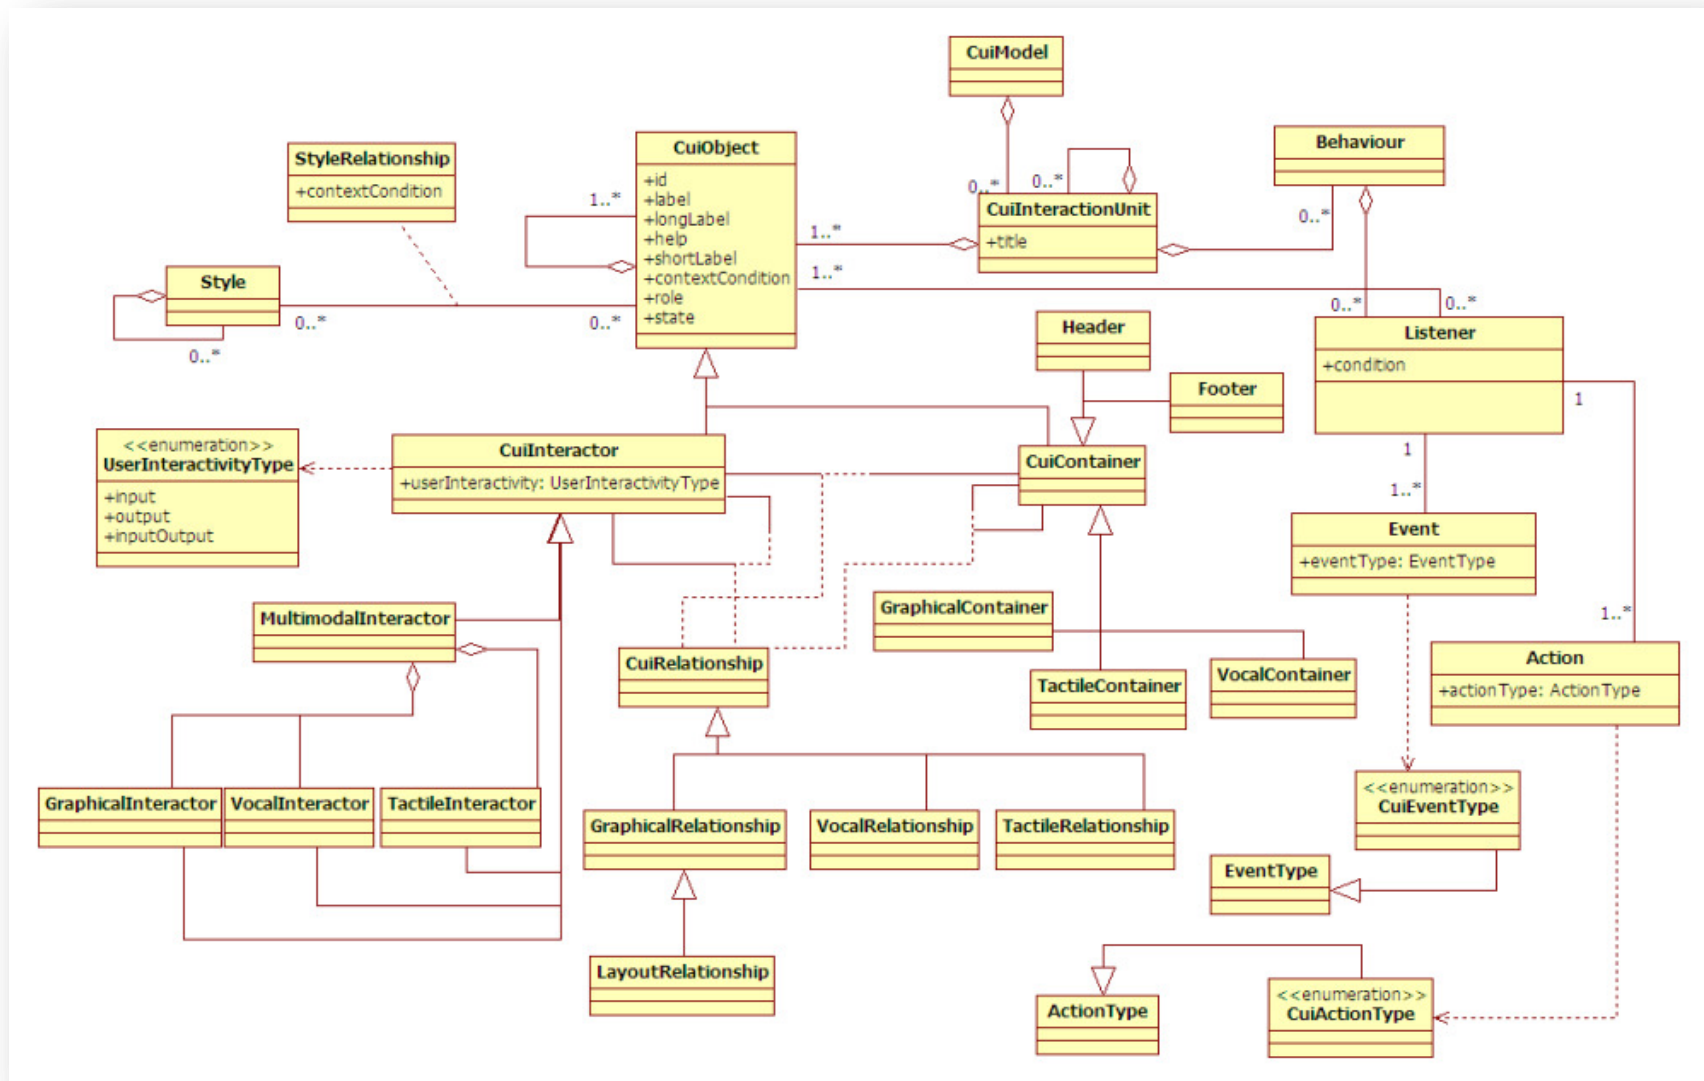 CuiModel
StyleRelationship
+contextCondition
CuiObject
+id
+label
+longLabel
+help
+shortLabel
+contextCondition
+role
+state
1..*
0..*
0..*
CuiInteractionUnit
+title
1..*
1..*
Behaviour
0..*
0..*
0..*
Style
0..*
0..*
0..*
Listener
+condition
1
1
Header
Footer
<<enumeration>>
UserInteractivityType
+input
+output
+inputOutput
CuiInteractor
+userInteractivity: UserInteractivityType
CuiContainer
1..*
Event
+eventType: EventType
1..*
MultimodalInteractor
GraphicalContainer
CuiRelationship
TactileContainer
VocalContainer
Action
+actionType: ActionType
GraphicalInteractor
VocalInteractor
TactileInteractor
GraphicalRelationship
VocalRelationship
TactileRelationship
<<enumeration>>
CuiEventType
EventType
LayoutRelationship
ActionType
<<enumeration>>
CuiActionType